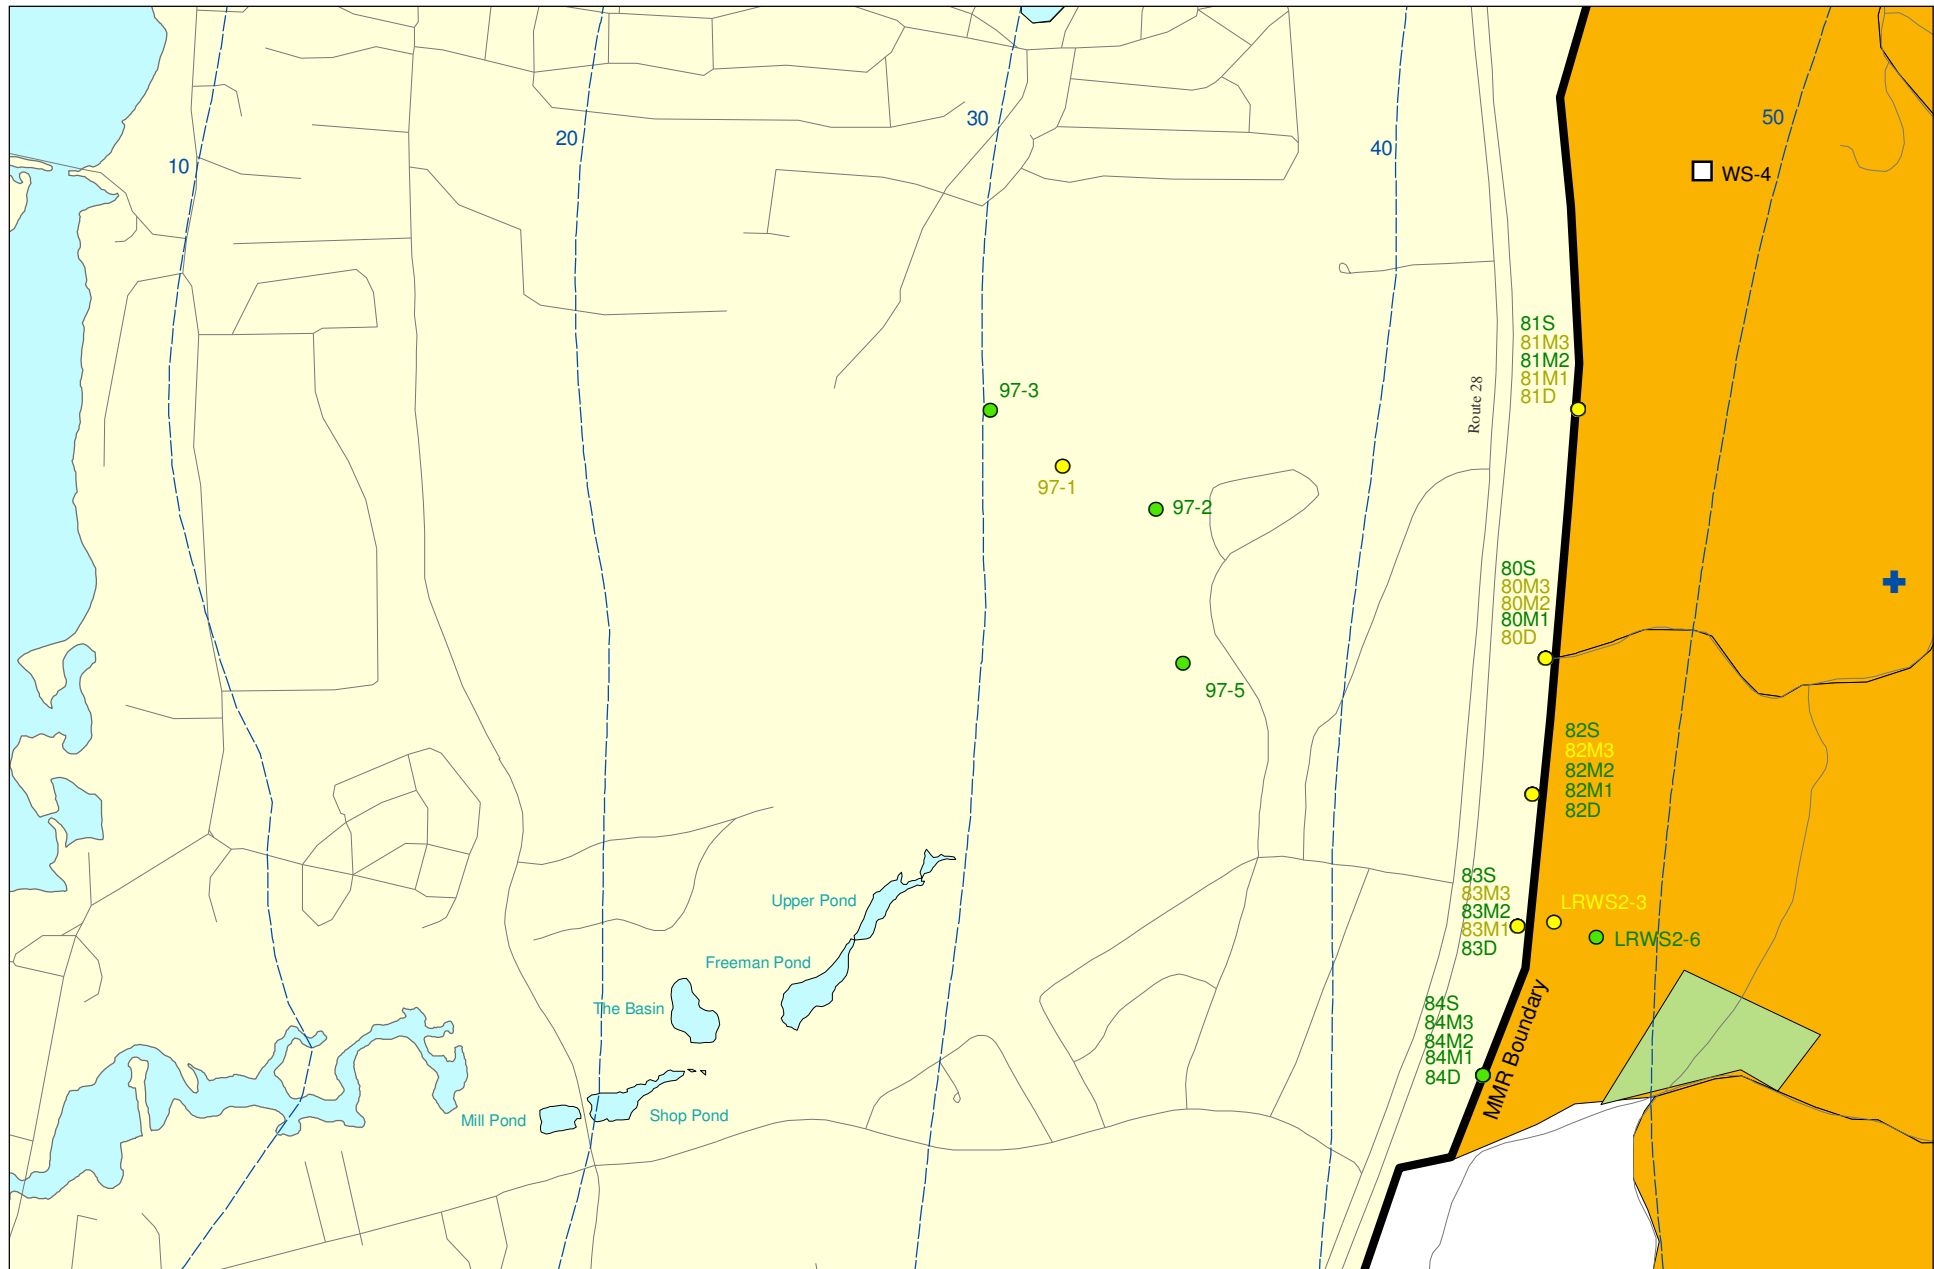 10
20
30
40
50
WS-4
81S
81M3
81M2
81M1
81D
Route 28
97-3
97-1
97-2
80S
80M3
80M2
80M1
80D
97-5
82S
82M3
82M2
82M1
82D
83S
83M3
83M2
83M1
83D
LRWS2-3
LRWS2-6
Upper Pond
Freeman Pond
The Basin
84S
84M3
84M2
84M1
84D
MMR Boundary
Mill Pond
Shop Pond